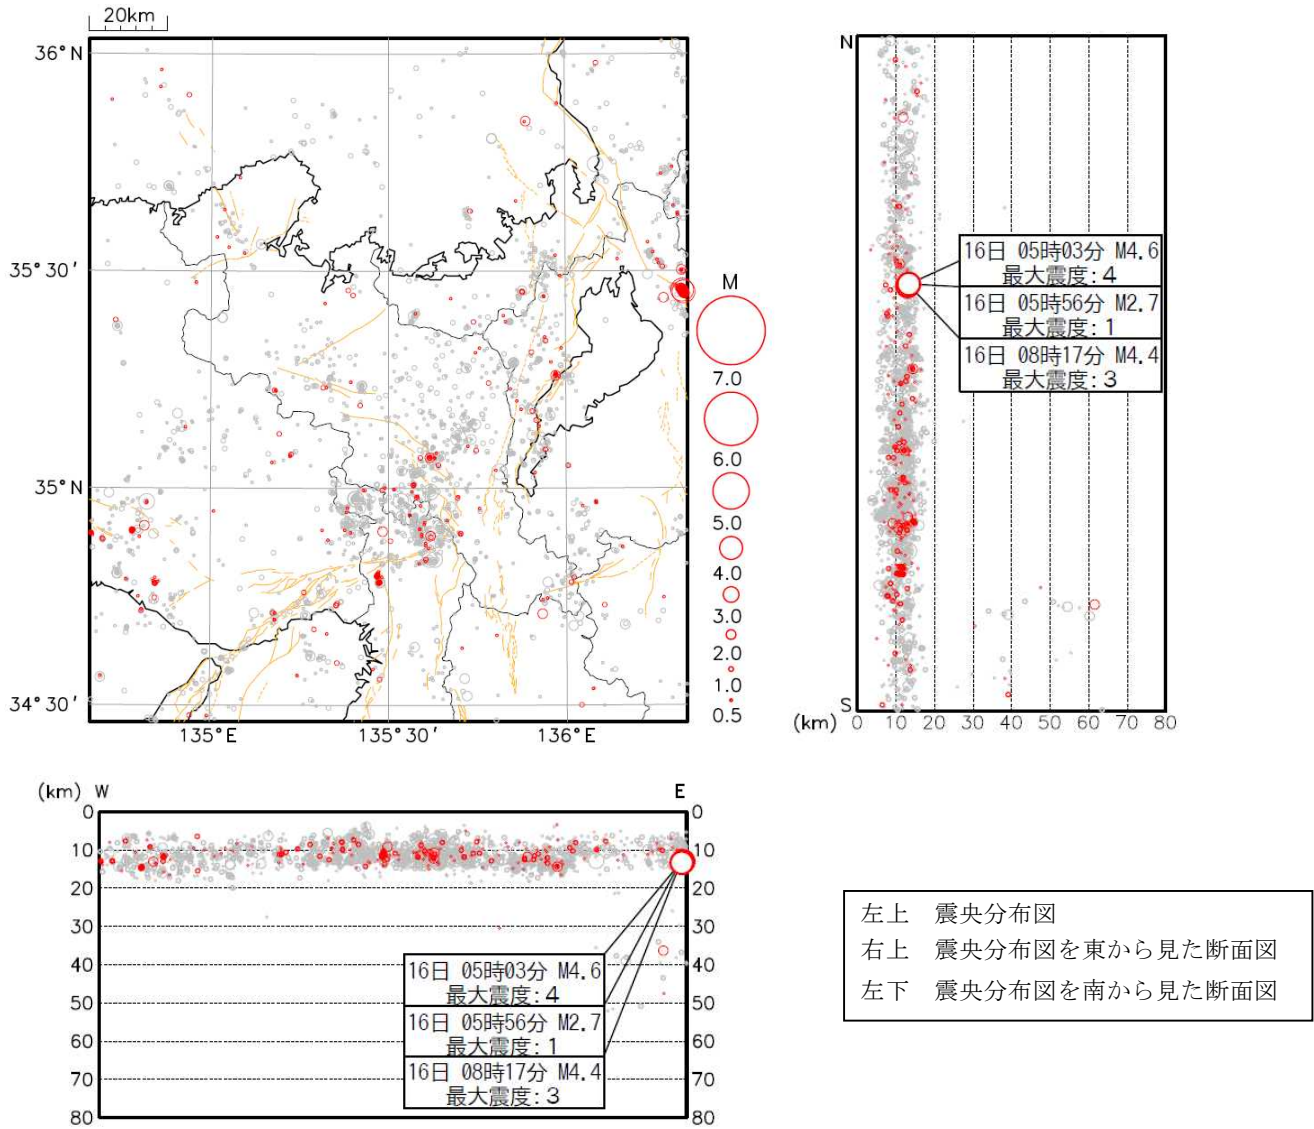 20km
36°N
35°30′
35°N
34°30′
135°E
135°30′
136°E
M
7.0
6.0
5.0
4.0
3.0
2.0
1.0
0.5
N
S
16日 05時03分 M4.6
最大震度:4
16日 05時56分 M2.7
最大震度:1
16日 08時17分 M4.4
最大震度:3
(km) 0 10 20 30 40 50 60 70 80
(km) W
E
0 0
10 10
20 20
30 30
40 40
50 50
60 60
70 70
80 80
16日 05時03分 M4.6
最大震度:4
16日 05時56分 M2.7
最大震度:1
16日 08時17分 M4.4
最大震度:3
左上 震央分布図
右上 震央分布図を東から見た断面図
左下 震央分布図を南から見た断面図